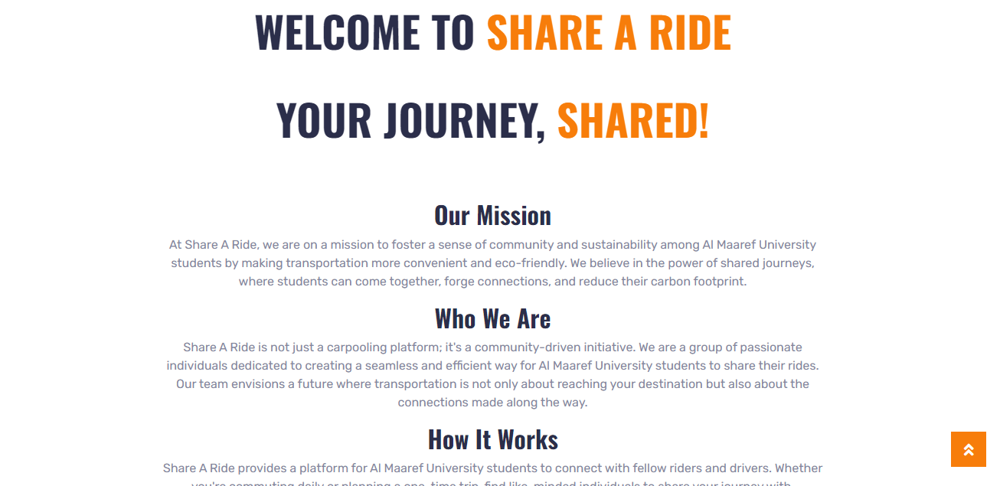 WELCOME TO SHARE A RIDE
YOUR JOURNEY, SHARED!
Our Mission
At Share A Ride, we are on a mission to foster a sense of community and sustainability among Al Maaref University
students by making transportation more convenient and eco-friendly. We believe in the power of shared journeys,
where students can come together, forge connections, and reduce their carbon footprint.
Who We Are
Share A Ride is not just a carpooling platform; it's a community-driven initiative. We are a group of passionate
individuals dedicated to creating a seamless and efficient way for Al Maaref University students to share their rides.
Our team envisions a future where transportation is not only about reaching your destination but also about the
connections made along the way.
How It Works
Share A Ride provides a platform for Al Maaref University students to connect with fellow riders and drivers. Whether
you're commuting daily or planning a one-time trip, find like-minded individuals to share your journey with.